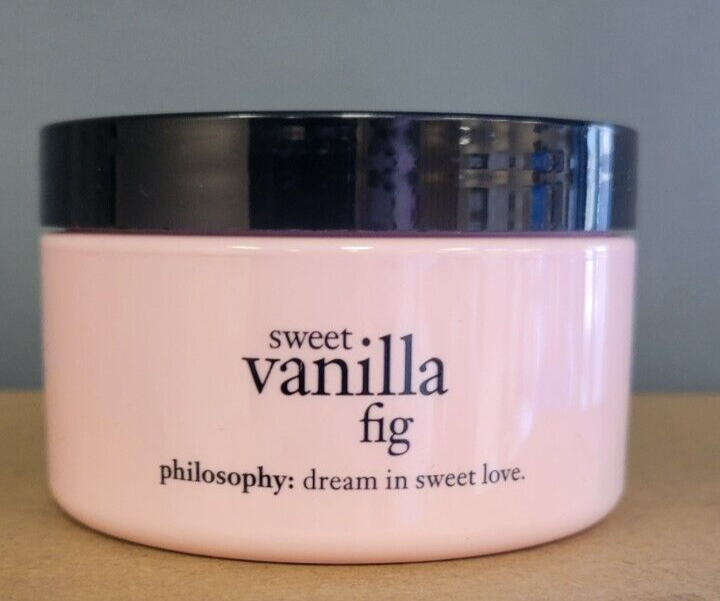 sweet
vanilla
fig
philosophy: dream in sweet love.